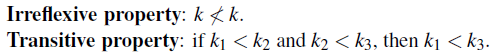 Irreflexive property: k ≮ k.
Transitive property: if k₁ < k₂ and k₂ < k₃, then k₁ < k₃.